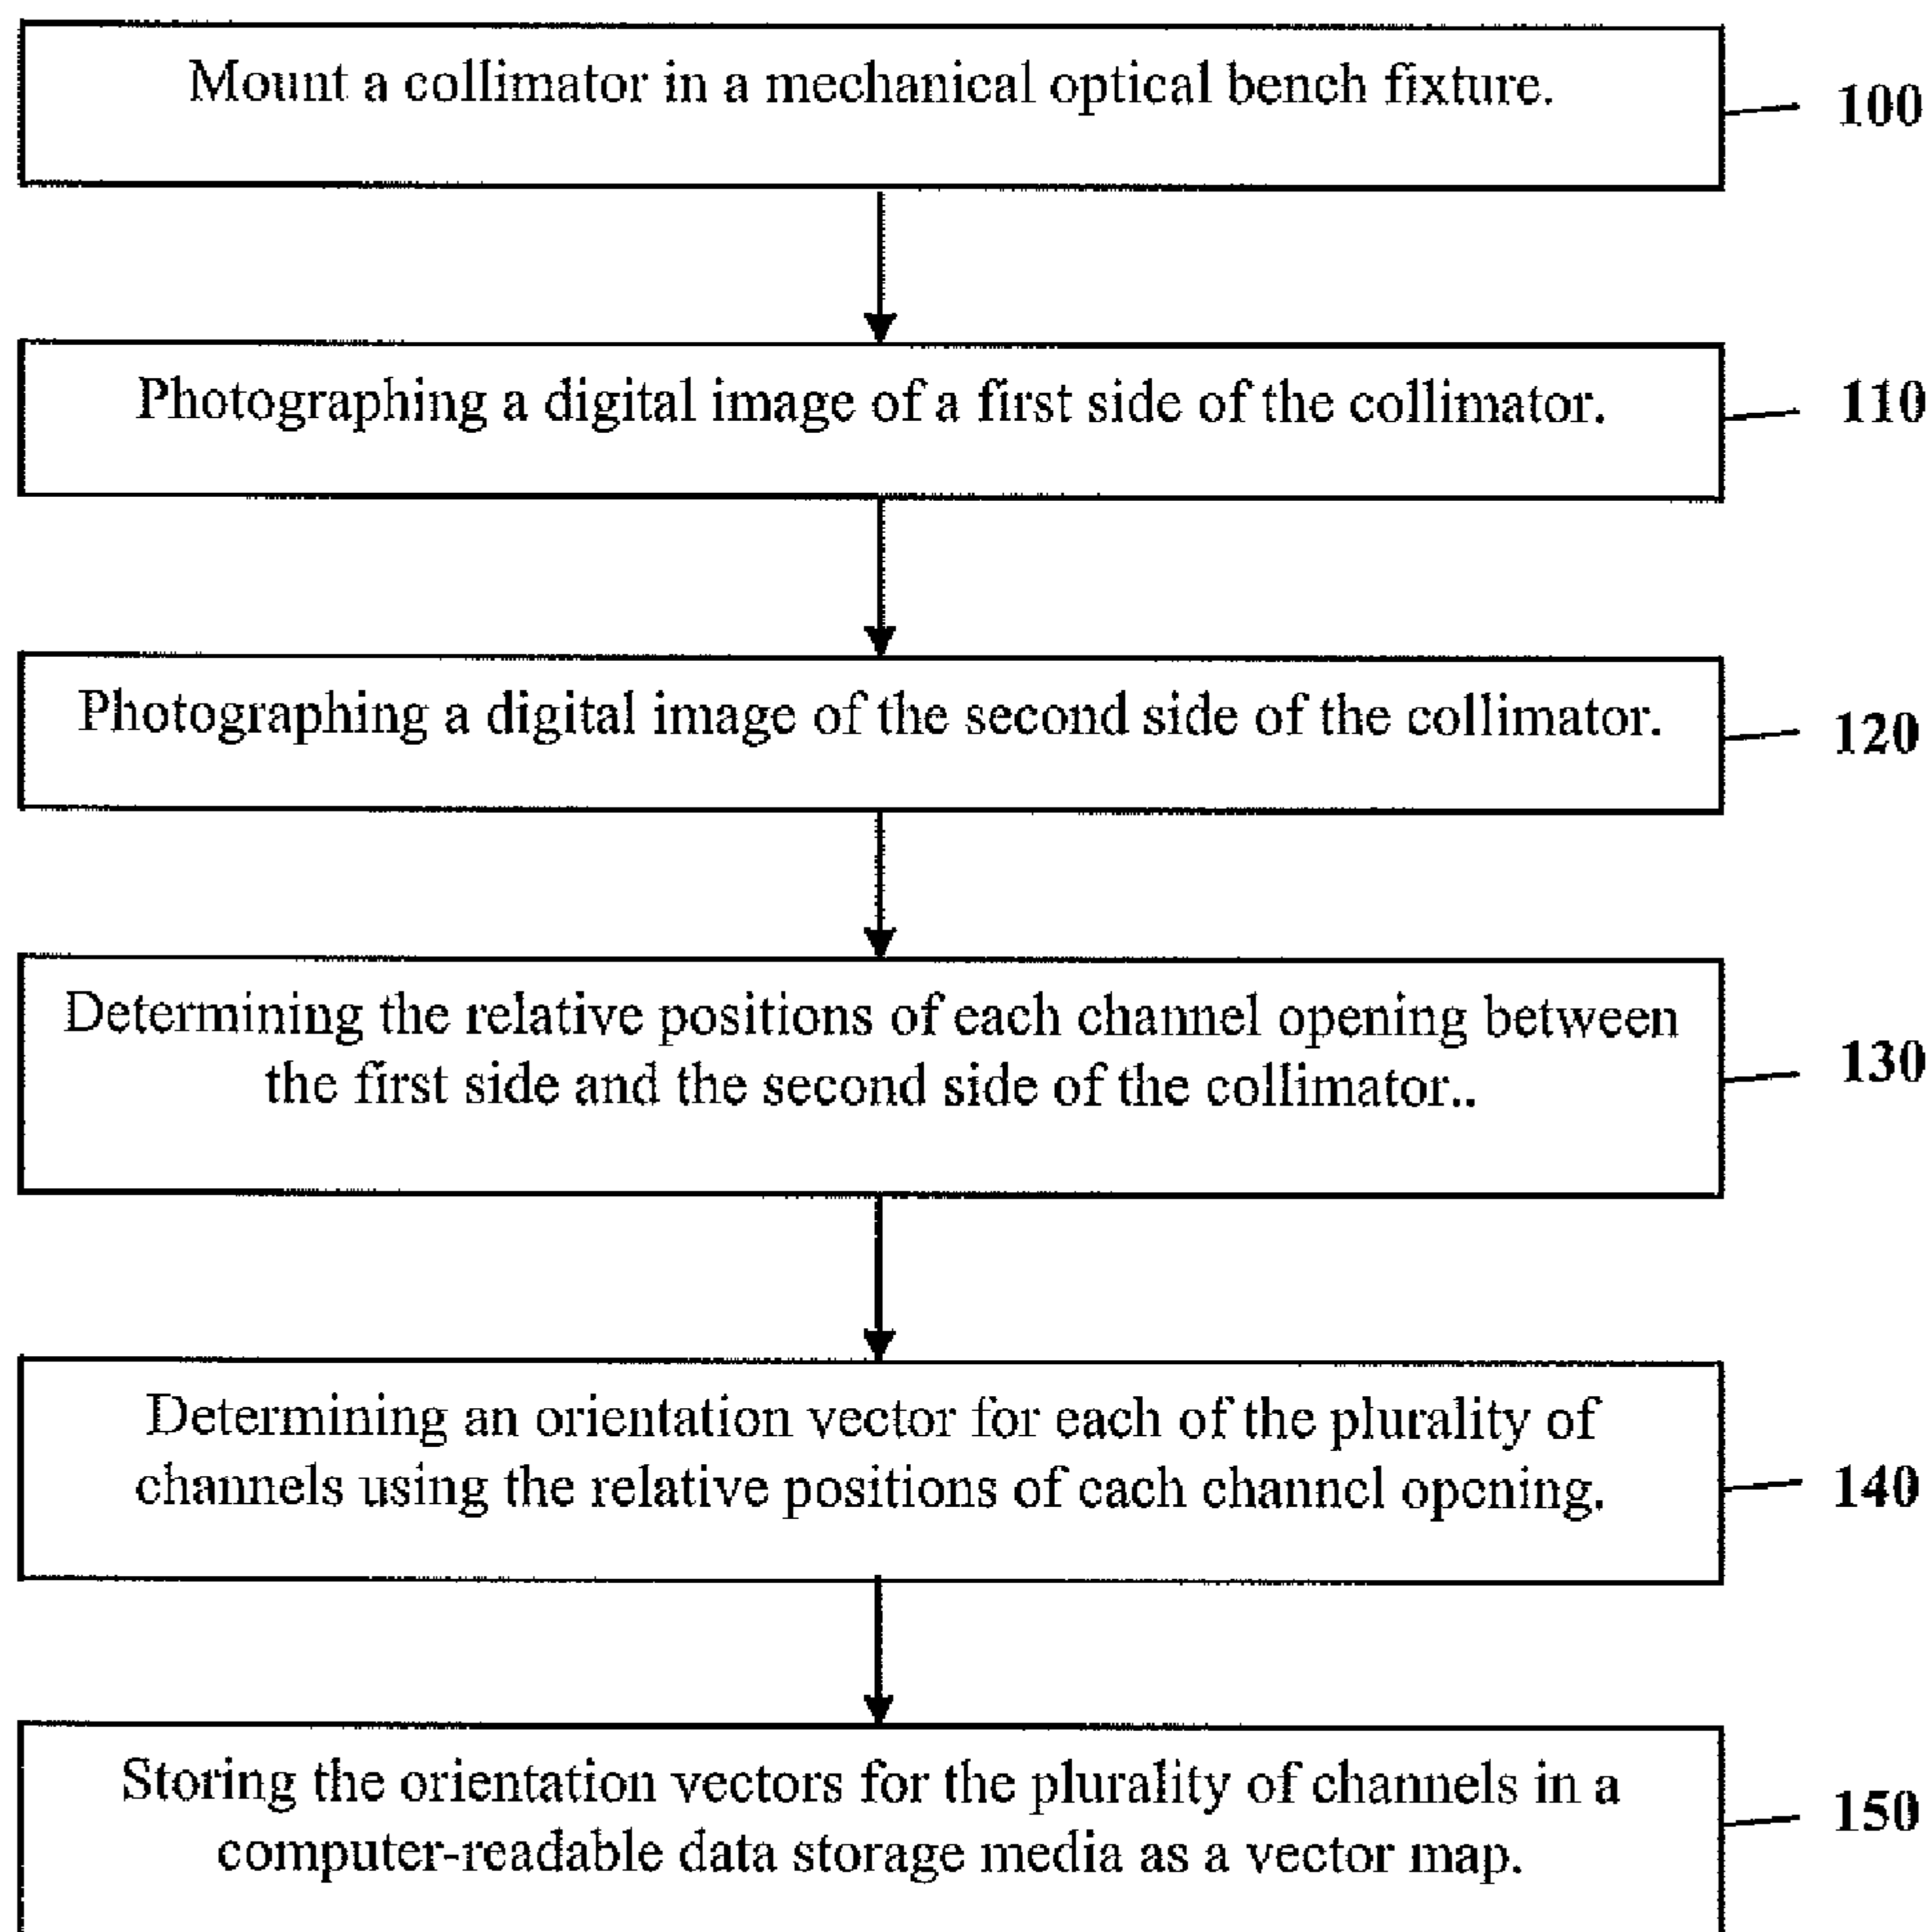 Mount a collimator in a mechanical optical bench fixture.
100
Photographing a digital image of a first side of the collimator.
110
Photographing a digital image of the second side of the collimator.
120
Determining the relative positions of each channel opening between
the first side and the second side of the collimator..
130
Determining an orientation vector for each of the plurality of
channels using the relative positions of each channel opening.
140
Storing the orientation vectors for the plurality of channels in a
computer-readable data storage media as a vector map.
150